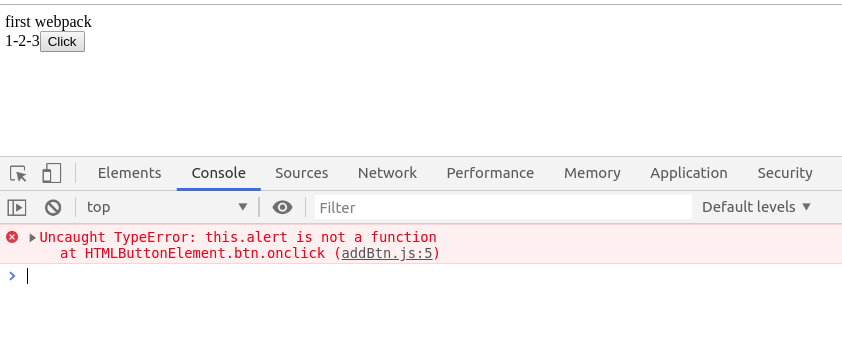 first webpack
1-2-3 Click
Elements Console Sources Network Performance Memory Application Security
top Filter Default levels
Uncaught TypeError: this.alert is not a function
at HTMLButtonElement.btn.onclick (addBtn.js:5)